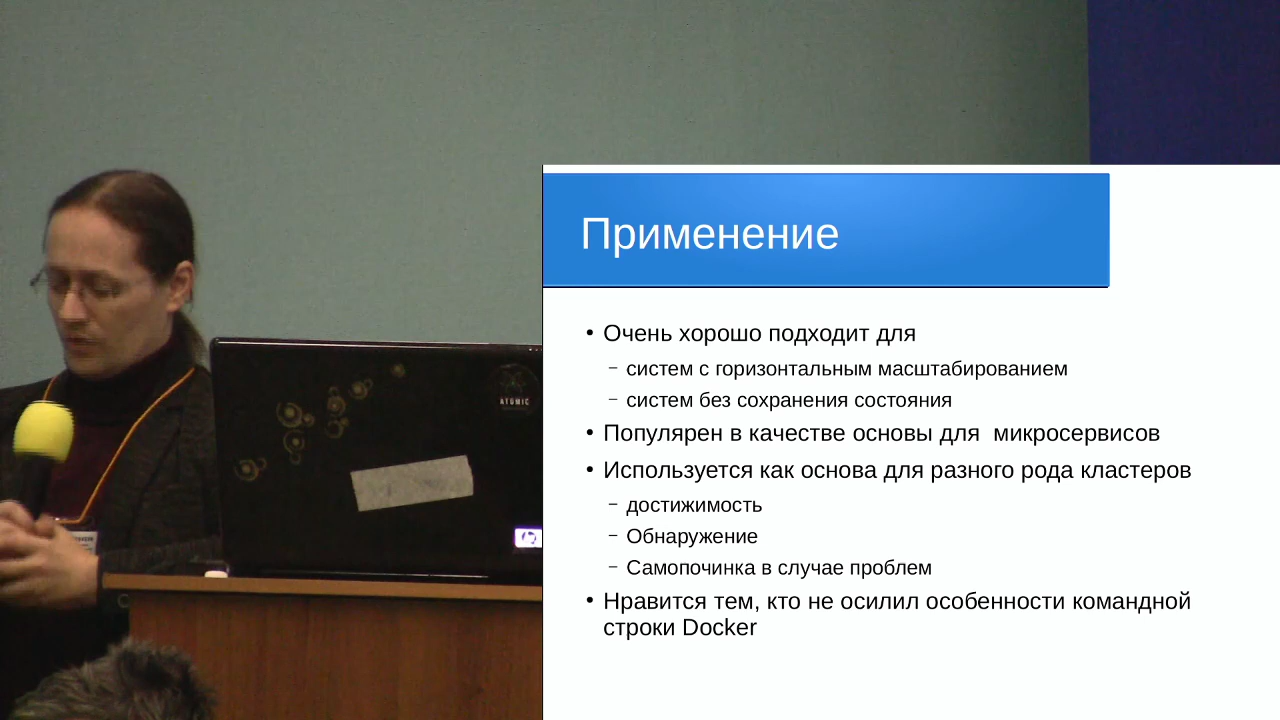 Применение
• Очень хорошо подходит для
– систем с горизонтальным масштабированием
– систем без сохранения состояния
• Популярен в качестве основы для  микросервисов
• Используется как основа для разного рода кластеров
– достижимость
– Обнаружение
– Самопочинка в случае проблем
• Нравится тем, кто не осилил особенности командной
строки Docker
ATOMIC
hp